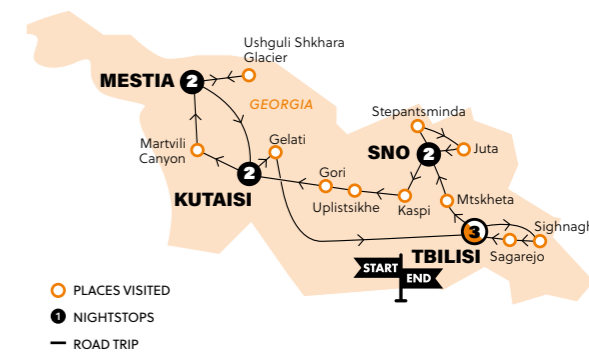 Ushguli Shkhara
Glacier
MESTIA
2
GEORGIA
Stepantsminda
Martvili
Canyon
Gelati
SNO
2
Juta
2
KUTAISI
Gori
Uplistsikhe
Kaspi
Mtskheta
3
Sighnagh
TBILISI
Sagarejo
START
END
PLACES VISITED
1 NIGHTSTOPS
ROAD TRIP